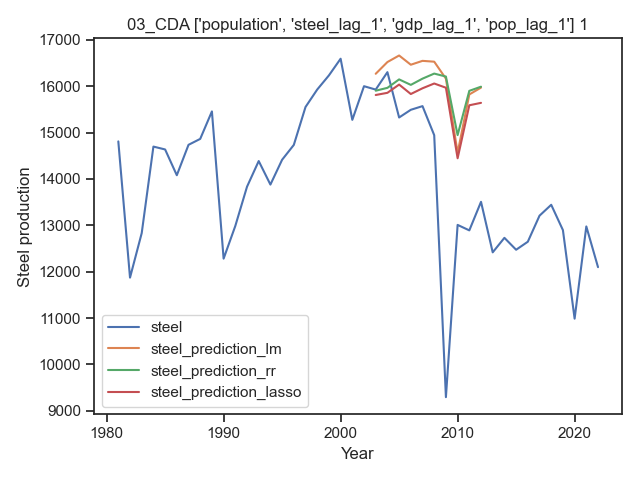 03_CDA ['population', 'steel_lag_1', 'gdp_lag_1', 'pop_lag_1'] 1
17000
16000
15000
14000
13000
12000
11000
10000
9000
Steel production
steel
steel_prediction_lm
steel_prediction_rr
steel_prediction_lasso
1980
1990
2000
2010
2020
Year